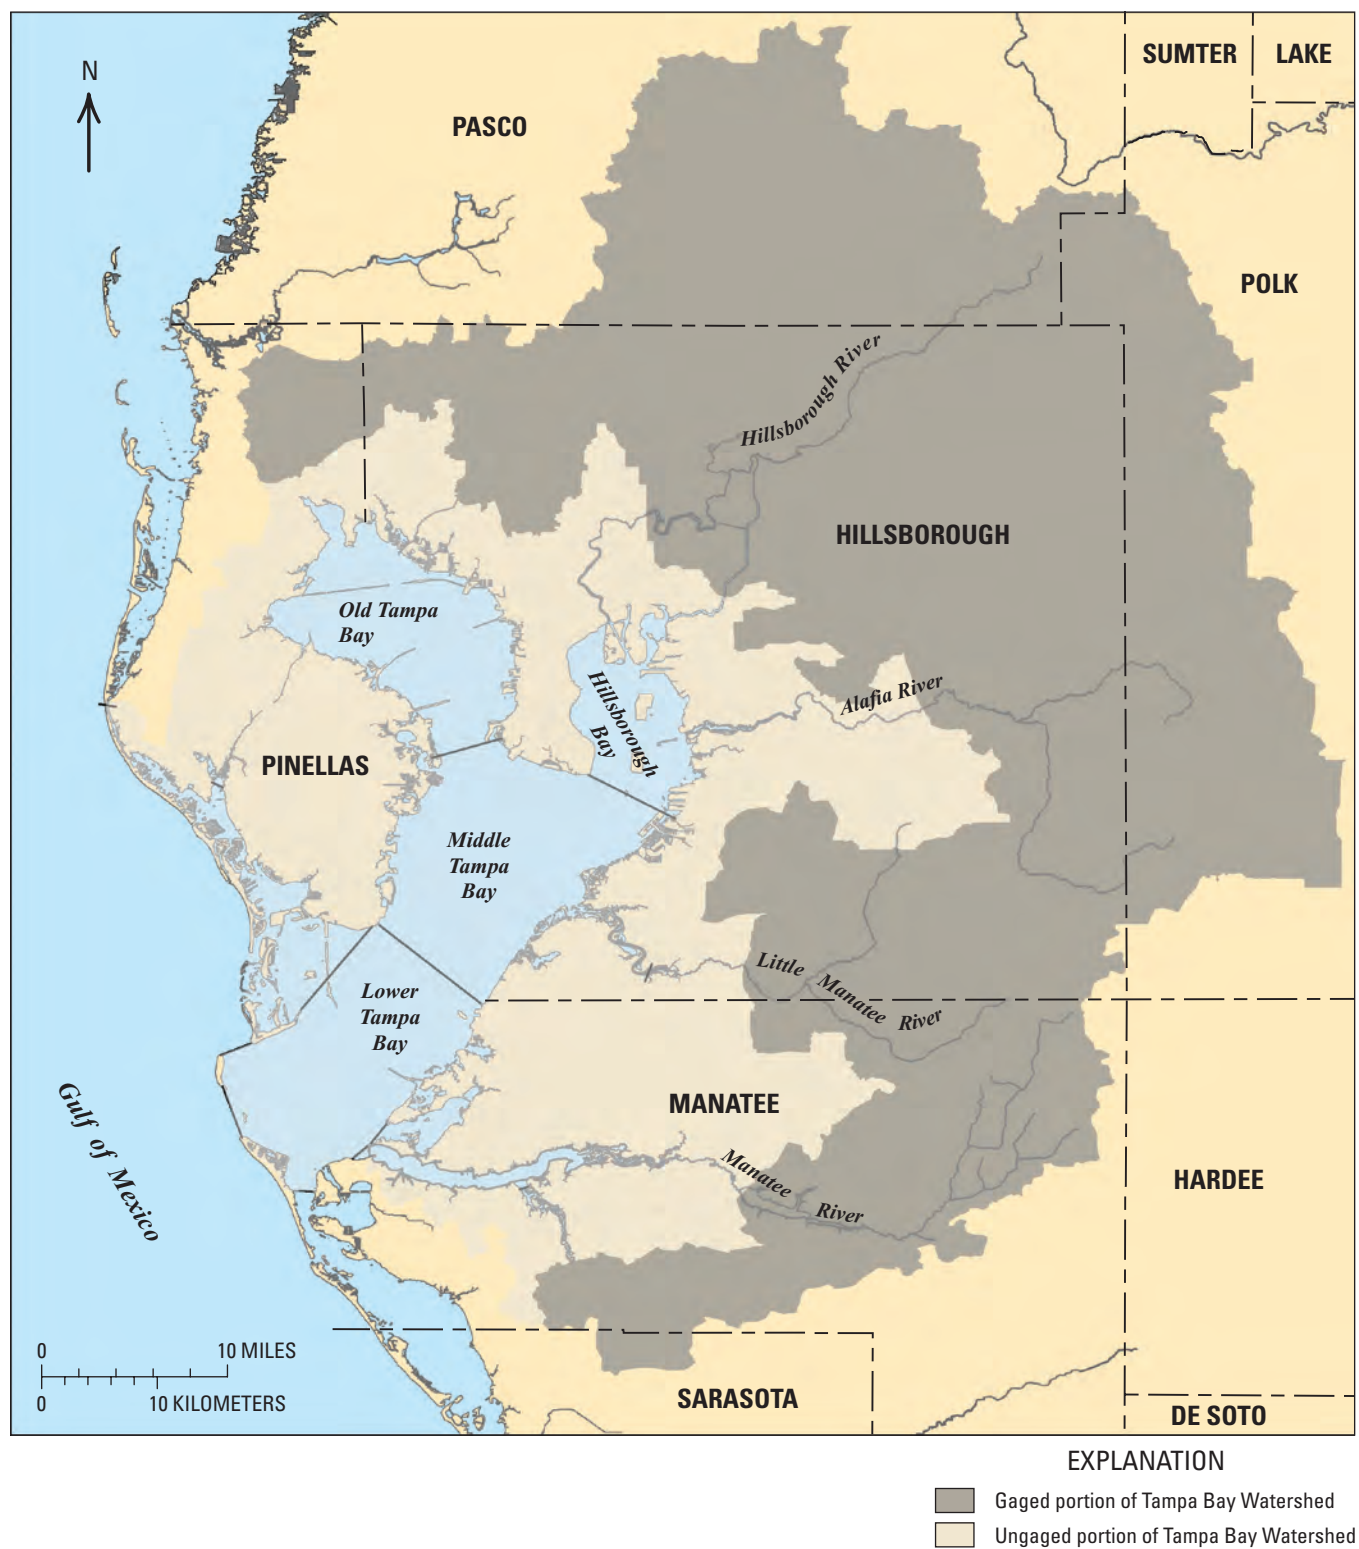 N
SUMTER
LAKE
PASCO
POLK
Hillsborough River
HILLSBOROUGH
Old Tampa
Bay
Hillsborough
Bay
Alafia River
PINELLAS
Middle
Tampa
Bay
Little Manatee River
Lower
Tampa
Bay
MANATEE
Gulf of Mexico
Manatee River
HARDEE
0 10 MILES
0 10 KILOMETERS
SARASOTA
DE SOTO
EXPLANATION
Gaged portion of Tampa Bay Watershed
Ungaged portion of Tampa Bay Watershed